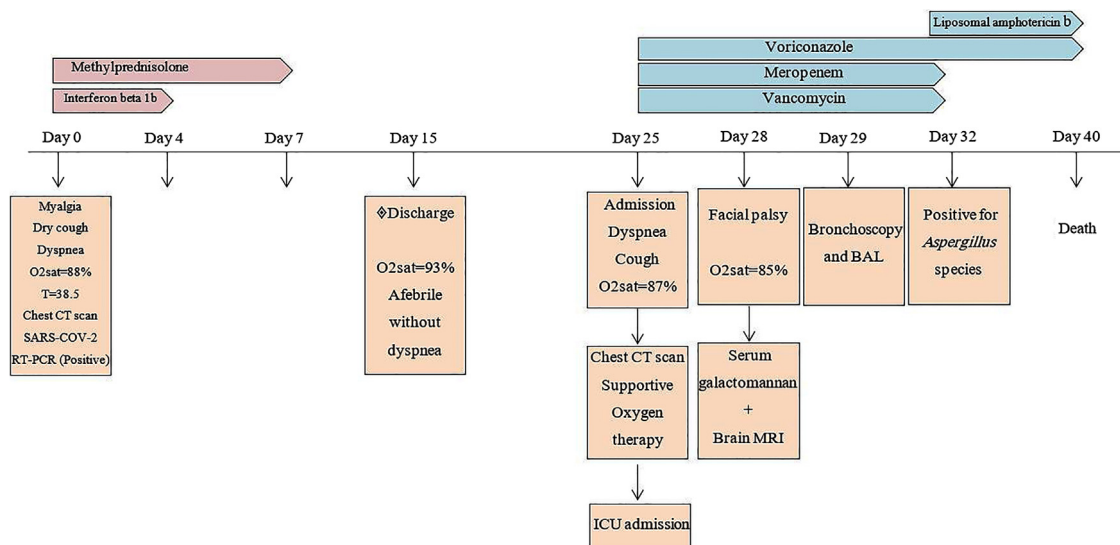 Liposomal amphotericin b
Voriconazole
Methylprednisolone
Meropenem
Interferon beta 1b
Vancomycin
Day 0
Day 4
Day 7
Day 15
Day 25
Day 28
Day 29
Day 32
Day 40
Myalgia
Dry cough
Dyspnea
O2sat=88%
T=38.5
Chest CT scan
SARS-COV-2
RT-PCR (Positive)
◈Discharge
O2sat=93%
Afebrile
without
dyspnea
Admission
Dyspnea
Cough
O2sat=87%
Chest CT scan
Supportive
Oxygen
therapy
ICU admission
Facial palsy
O2sat=85%
Serum
galactomannan
+
Brain MRI
Bronchoscopy
and BAL
Positive for
Aspergillus
species
Death